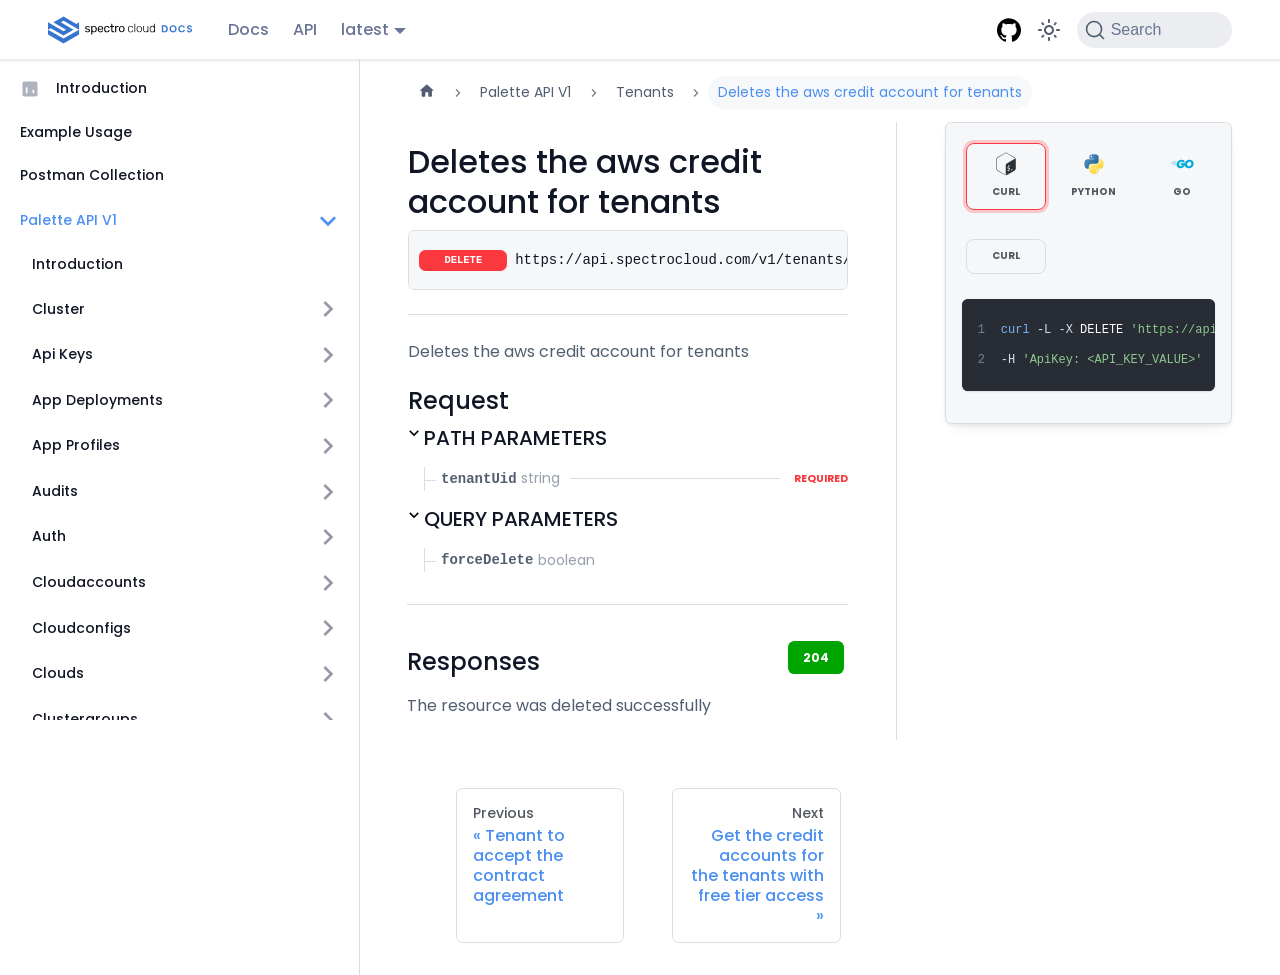 spectro cloud DOCS Docs API latest Search
Introduction
Example Usage
Postman Collection
Palette API V1
Introduction
Cluster
Api Keys
App Deployments
App Profiles
Audits
Auth
Cloudaccounts
Cloudconfigs
Clouds
Clustergroups
Palette API V1 Tenants Deletes the aws credit account for tenants
Deletes the aws credit
account for tenants
DELETE https://api.spectrocloud.com/v1/tenants/
Deletes the aws credit account for tenants
Request
PATH PARAMETERS
tenantUid string REQUIRED
QUERY PARAMETERS
forceDelete boolean
Responses 204
The resource was deleted successfully
CURL PYTHON GO
CURL
1 curl -L -X DELETE 'https://api
2 -H 'ApiKey: <API_KEY_VALUE>'
Previous
« Tenant to
accept the
contract
agreement
Next
Get the credit
accounts for
the tenants with
free tier access
»